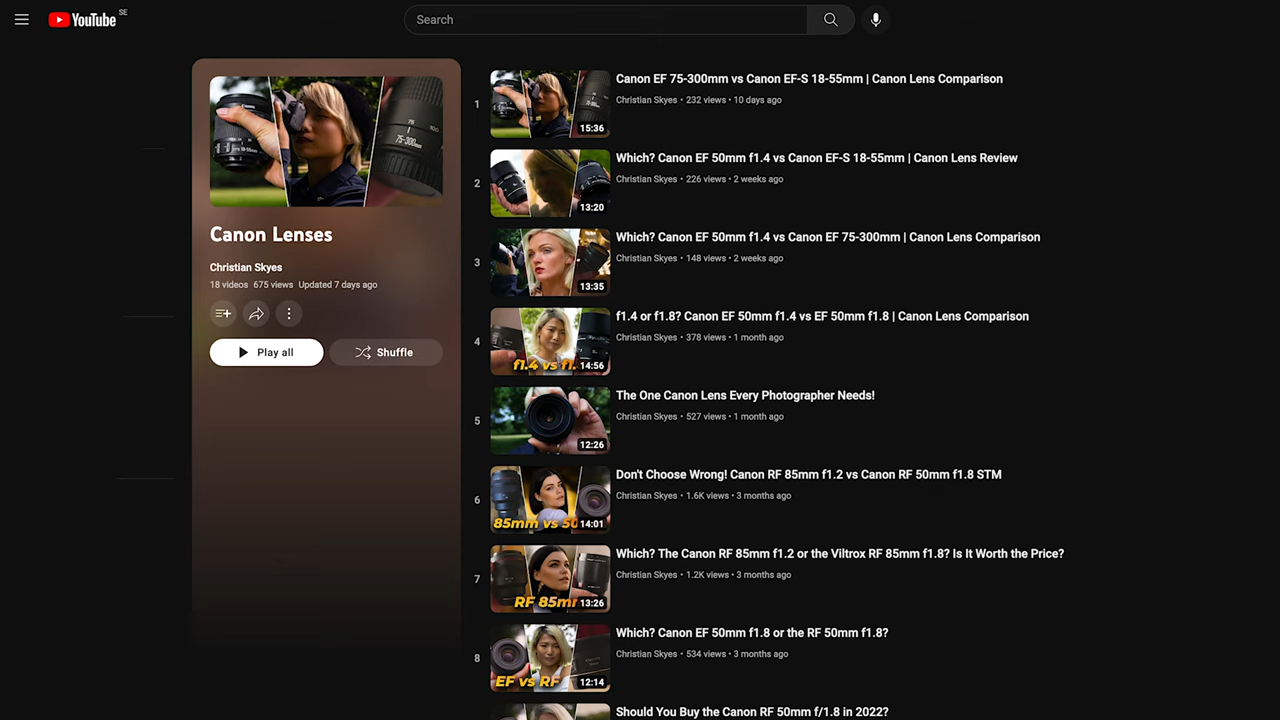 YouTube SE
Search
75-300mm
Canon Lenses
Christian Skyes
18 videos 675 views Updated 7 days ago
Play all
Shuffle
1
15:36
Canon EF 75-300mm vs Canon EF-S 18-55mm | Canon Lens Comparison
Christian Skyes • 232 views • 10 days ago
2
13:20
Which? Canon EF 50mm f1.4 vs Canon EF-S 18-55mm | Canon Lens Review
Christian Skyes • 226 views • 2 weeks ago
3
13:35
Which? Canon EF 50mm f1.4 vs Canon EF 75-300mm | Canon Lens Comparison
Christian Skyes • 148 views • 2 weeks ago
4
f1.4 vs f1.
14:56
f1.4 or f1.8? Canon EF 50mm f1.4 vs EF 50mm f1.8 | Canon Lens Comparison
Christian Skyes • 378 views • 1 month ago
5
12:26
The One Canon Lens Every Photographer Needs!
Christian Skyes • 527 views • 1 month ago
6
85mm vs 50
14:01
Don't Choose Wrong! Canon RF 85mm f1.2 vs Canon RF 50mm f1.8 STM
Christian Skyes • 1.6K views • 3 months ago
7
RF 85mm
13:26
Which? The Canon RF 85mm f1.2 or the Viltrox RF 85mm f1.8? Is It Worth the Price?
Christian Skyes • 1.2K views • 3 months ago
8
EF vs RF
12:14
Which? Canon EF 50mm f1.8 or the RF 50mm f1.8?
Christian Skyes • 534 views • 3 months ago
Should You Buy the Canon RF 50mm f/1.8 in 2022?